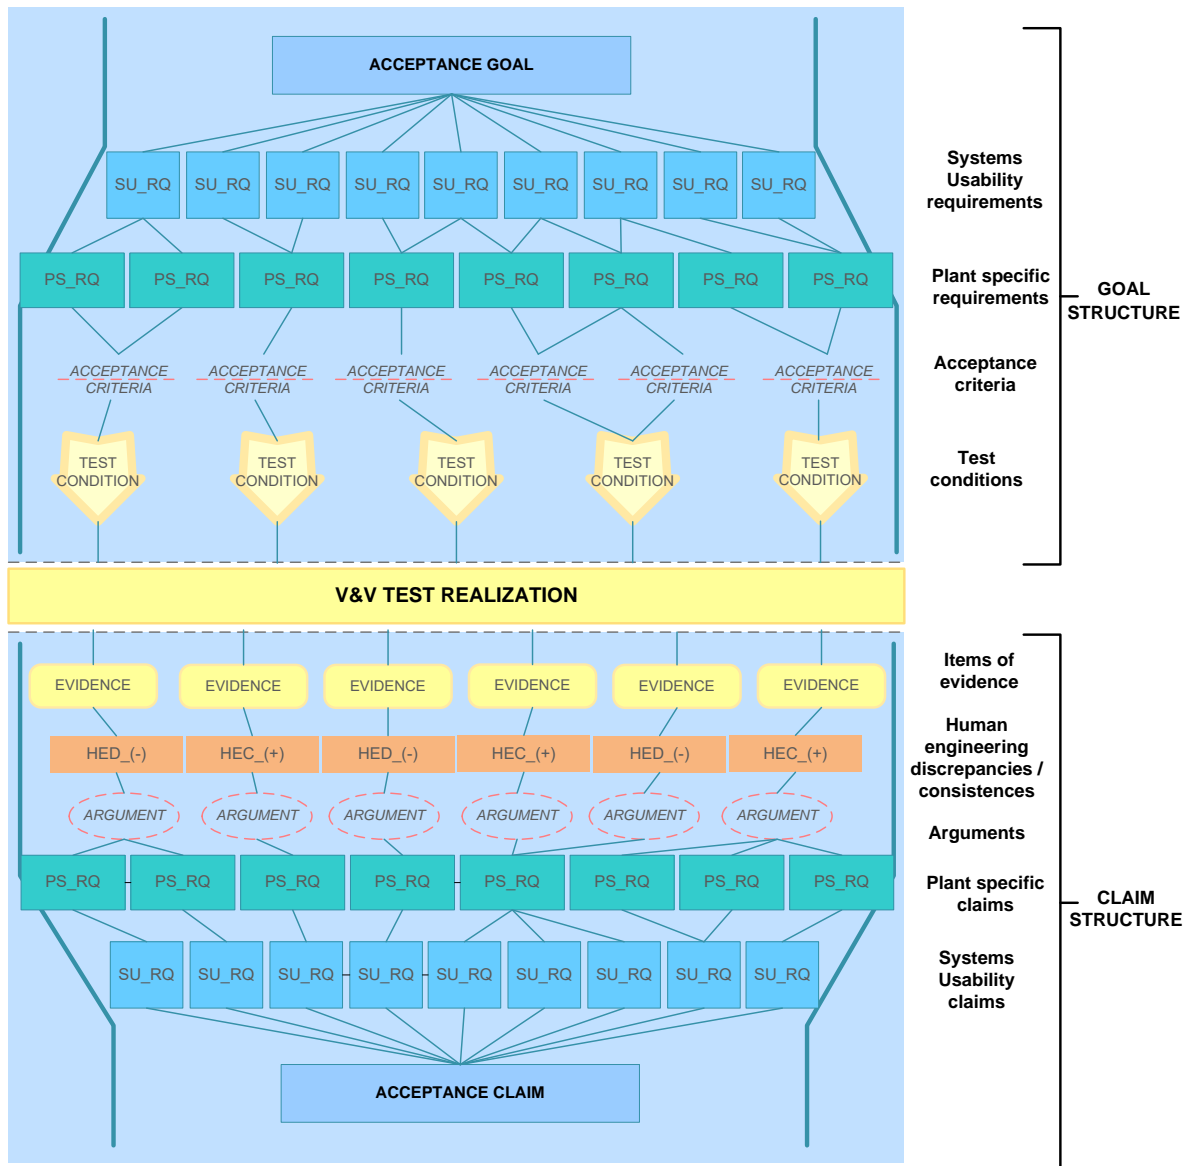 ACCEPTANCE GOAL
SU_RQ SU_RQ SU_RQ SU_RQ SU_RQ SU_RQ SU_RQ SU_RQ SU_RQ
Systems
Usability
requirements
PS_RQ PS_RQ PS_RQ PS_RQ PS_RQ PS_RQ PS_RQ PS_RQ
Plant specific
requirements
GOAL
STRUCTURE
ACCEPTANCE ACCEPTANCE ACCEPTANCE ACCEPTANCE ACCEPTANCE ACCEPTANCE
CRITERIA CRITERIA CRITERIA CRITERIA CRITERIA CRITERIA
Acceptance
criteria
TEST TEST TEST TEST TEST
CONDITION CONDITION CONDITION CONDITION CONDITION
Test
conditions
V&V TEST REALIZATION
EVIDENCE EVIDENCE EVIDENCE EVIDENCE EVIDENCE EVIDENCE
Items of
evidence
HED_(-) HEC_(+) HED_(-) HEC_(+) HED_(-) HEC_(+)
Human
engineering
discrepancies /
consistences
ARGUMENT ARGUMENT ARGUMENT ARGUMENT ARGUMENT ARGUMENT
Arguments
PS_RQ PS_RQ PS_RQ PS_RQ PS_RQ PS_RQ PS_RQ PS_RQ
Plant specific
claims
CLAIM
STRUCTURE
SU_RQ SU_RQ SU_RQ SU_RQ SU_RQ SU_RQ SU_RQ SU_RQ SU_RQ
Systems
Usability
claims
ACCEPTANCE CLAIM